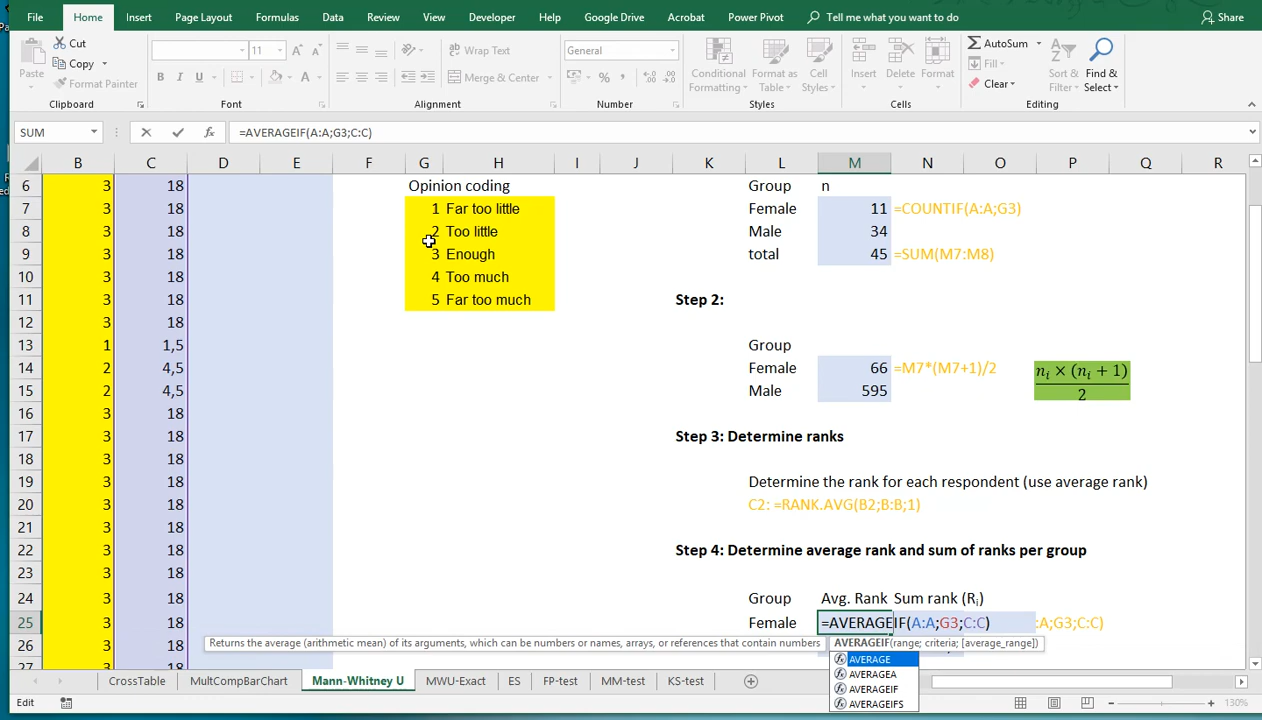 File Home Insert Page Layout Formulas Data Review View Developer Help Google Drive Acrobat Power Pivot Tell me what you want to do Share
Cut
Copy
Format Painter
Paste
Clipboard
11 A A
B I U A
Font
Wrap Text
Merge & Center
Alignment
General
% ,
Number
Conditional Formatting
Format as Table
Cell Styles
Styles
Insert Delete Format
Cells
AutoSum
Fill
Clear
Sort & Filter
Find & Select
Editing
SUM fx =AVERAGEIF(A:A;G3;C:C)
B C D E F G H I J K L M N O P Q R
6 3 18 Opinion coding Group n
7 3 18 1 Far too little Female 11 =COUNTIF(A:A;G3)
8 3 18 2 Too little Male 34
9 3 18 3 Enough total 45 =SUM(M7:M8)
10 3 18 4 Too much
11 3 18 5 Far too much Step 2:
12 3 18
13 1 1,5 Group
14 2 4,5 Female 66 =M7*(M7+1)/2 nᵢ × (nᵢ + 1)
15 2 4,5 Male 595 2
16 3 18
17 3 18 Step 3: Determine ranks
18 3 18
19 3 18 Determine the rank for each respondent (use average rank)
20 3 18 C2: =RANK.AVG(B2;B:B;1)
21 3 18
22 3 18 Step 4: Determine average rank and sum of ranks per group
23 3 18
24 3 18 Group Avg. Rank Sum rank (Rᵢ)
25 3 18 Female =AVERAGEIF(A:A;G3;C:C) :A;G3;C:C)
26 3 Returns the average (arithmetic mean) of its arguments, which can be numbers or names, arrays, or references that contain numbers AVERAGEIF(range; criteria; [average_range])
27 3 18 AVERAGE
AVERAGEA
AVERAGEIF
AVERAGEIFS
CrossTable MultCompBarChart Mann-Whitney U MWU-Exact ES FP-test MM-test KS-test
Edit 130%